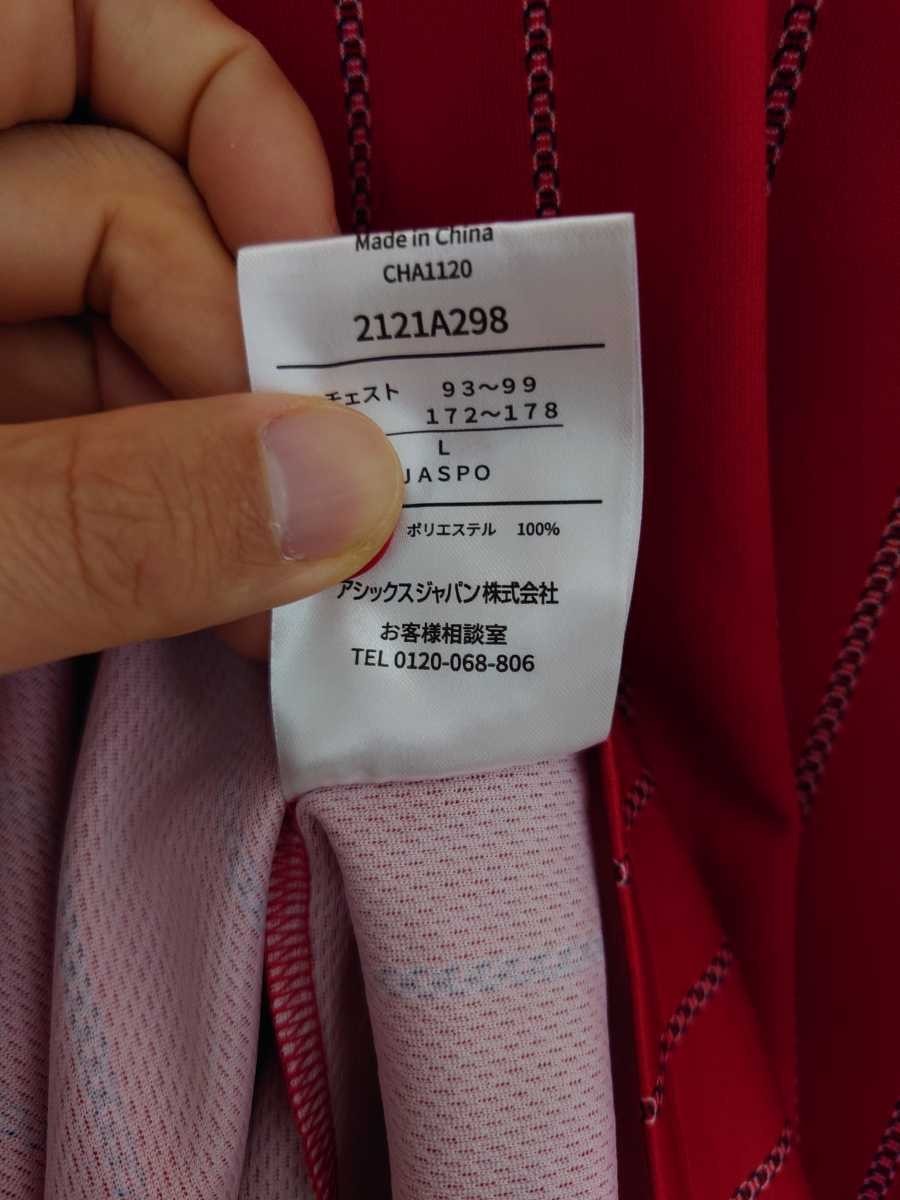 Made in China
CHA1120
2121A298
チェスト 93～99
172～178
L
JASPO
ポリエステル 100%
アシックスジャパン株式会社
お客様相談室
TEL 0120-068-806